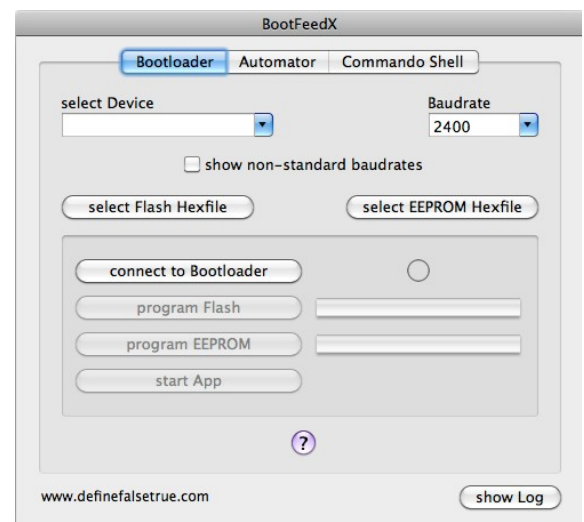 BootFeedX
Bootloader Automator Commando Shell
select Device Baudrate
2400
show non-standard baudrates
select Flash Hexfile select EEPROM Hexfile
connect to Bootloader
program Flash
program EEPROM
start App
?
www.definefalsetrue.com show Log